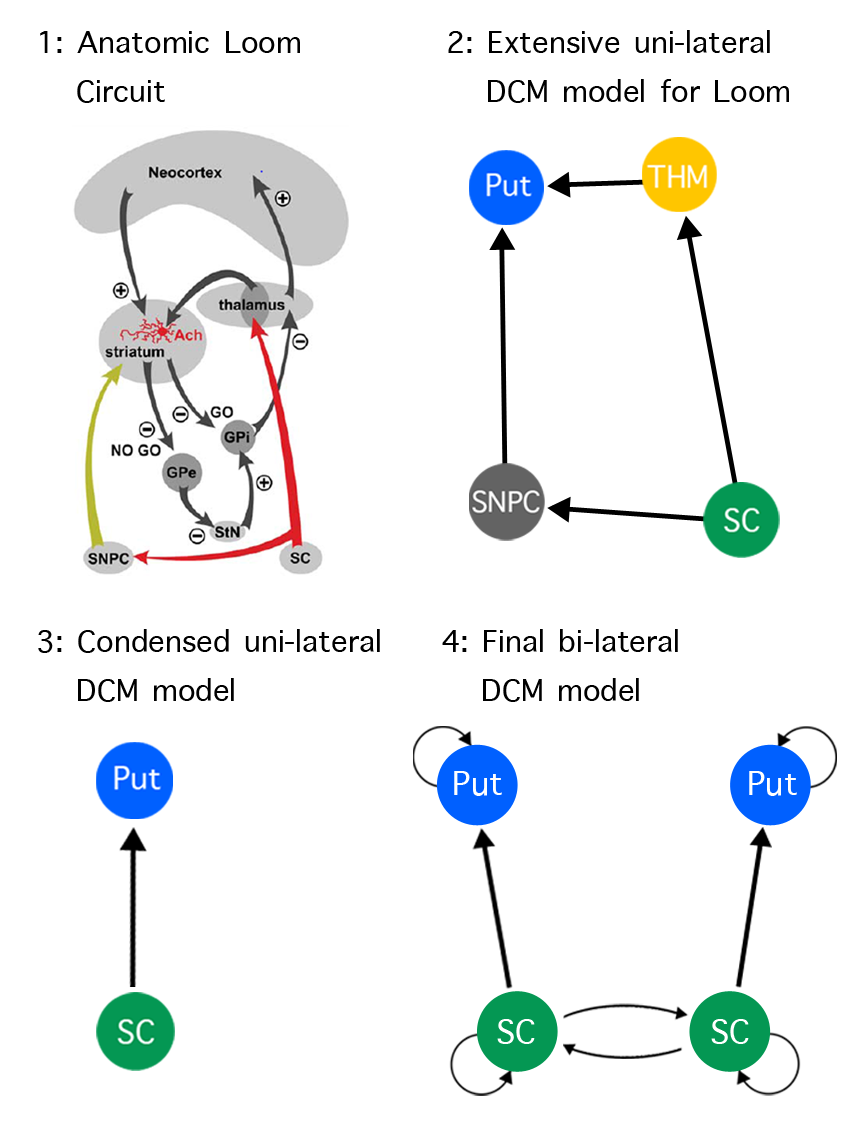 1: Anatomic Loom
Circuit
2: Extensive uni-lateral
DCM model for Loom
Neocortex
+
+
thalamus
Ach
striatum
−
−
GO
−
NO GO
GPi
GPe
+
−
StN
SNPC
SC
Put
THM
SNPC
SC
3: Condensed uni-lateral
DCM model
4: Final bi-lateral
DCM model
Put
SC
Put
Put
SC
SC